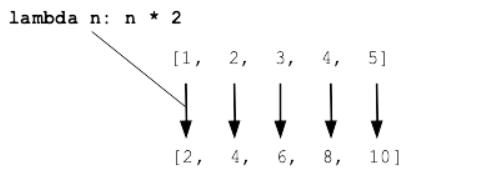 lambda n: n * 2
[1, 2, 3, 4, 5]
[2, 4, 6, 8, 10]